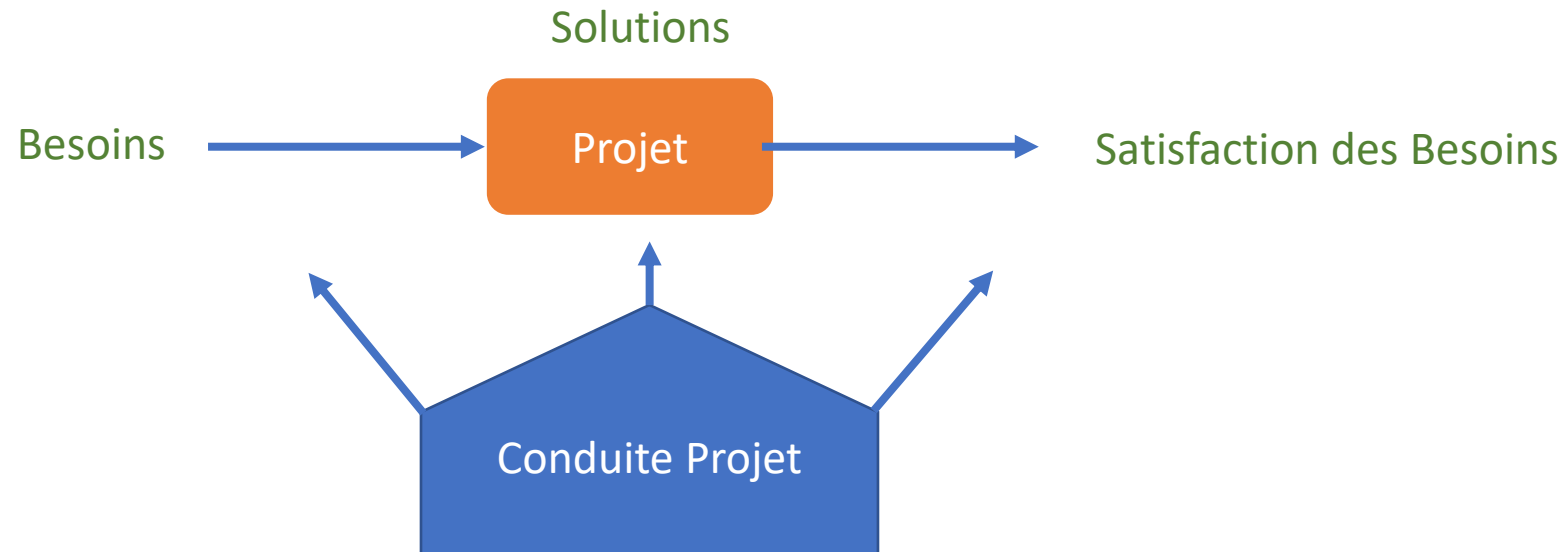 Solutions
Besoins
Projet
Satisfaction des Besoins
Conduite Projet